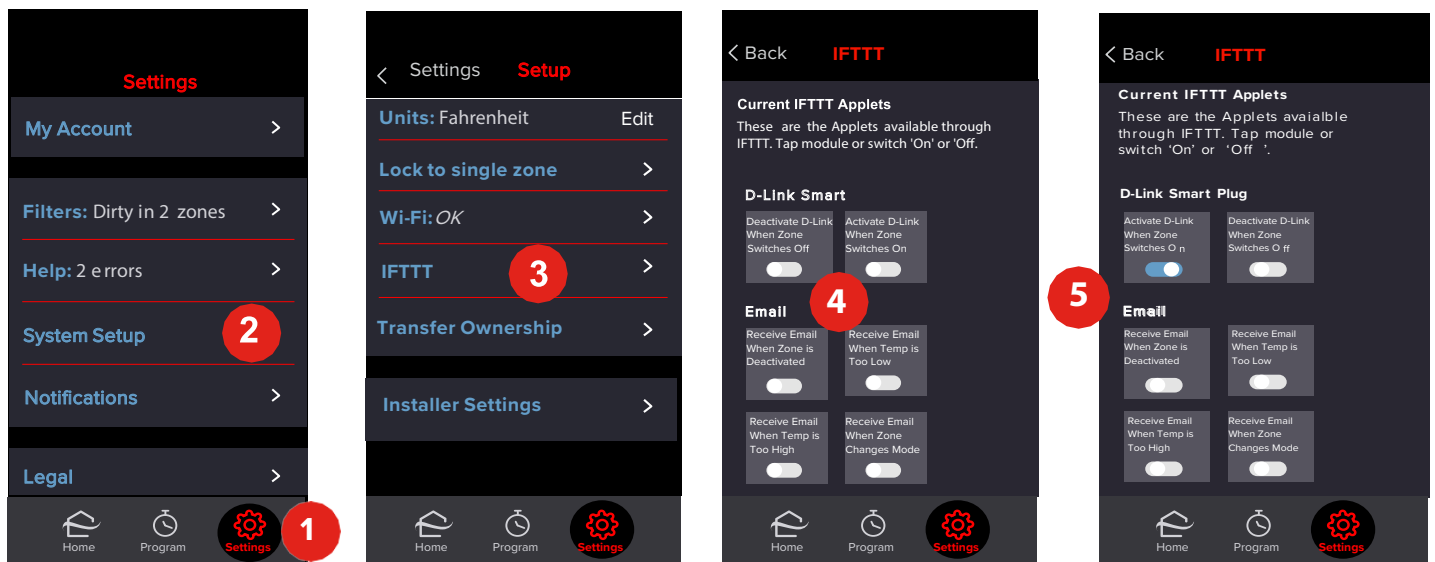 Settings
My Account
Filters: Dirty in 2 zones
Help: 2 errors
System Setup
2
Notifications
Legal
Home
Program
Settings
1
Settings
Setup
Units: Fahrenheit
Edit
Lock to single zone
Wi-Fi: OK
IFTTT
3
Transfer Ownership
Installer Settings
Home
Program
Settings
Back
IFTTT
Current IFTTT Applets
These are the Applets available through
IFTTT. Tap module or switch 'On' or 'Off.
D-Link Smart
Deactivate D-Link
When Zone
Switches Off
Activate D-Link
When Zone
Switches On
4
Email
Receive Email
When Zone is
Deactivated
Receive Email
When Temp is
Too Low
Receive Email
When Temp is
Too High
Receive Email
When Zone
Changes Mode
Home
Program
Settings
Back
IFTTT
Current IFTTT Applets
These are the Applets avaialble
through IFTTT. Tap module or
switch ‘On’ or ‘Off ’.
D-Link Smart Plug
Activate D-Link
When Zone
Switches O n
Deactivate D-Link
When Zone
Switches O ff
5
Email
Receive Email
When Zone is
Deactivated
Receive Email
When Temp is
Too Low
Receive Email
When Temp is
Too High
Receive Email
When Zone
Changes Mode
Home
Program
Settings